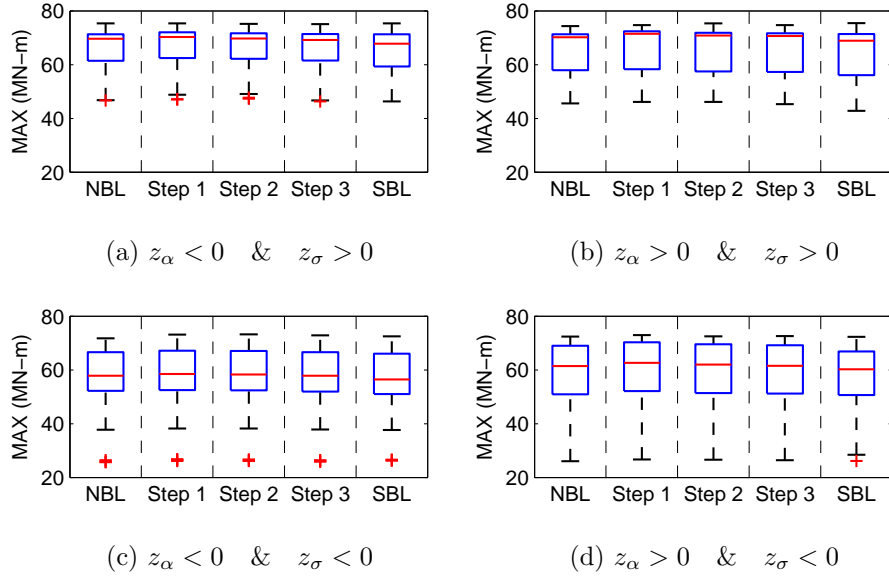 80
60
40
20
MAX (MN−m)
NBL Step 1 Step 2 Step 3 SBL
(a) zα < 0 & zσ > 0
80
60
40
20
MAX (MN−m)
NBL Step 1 Step 2 Step 3 SBL
(b) zα > 0 & zσ > 0
80
60
40
20
MAX (MN−m)
NBL Step 1 Step 2 Step 3 SBL
(c) zα < 0 & zσ < 0
80
60
40
20
MAX (MN−m)
NBL Step 1 Step 2 Step 3 SBL
(d) zα > 0 & zσ < 0